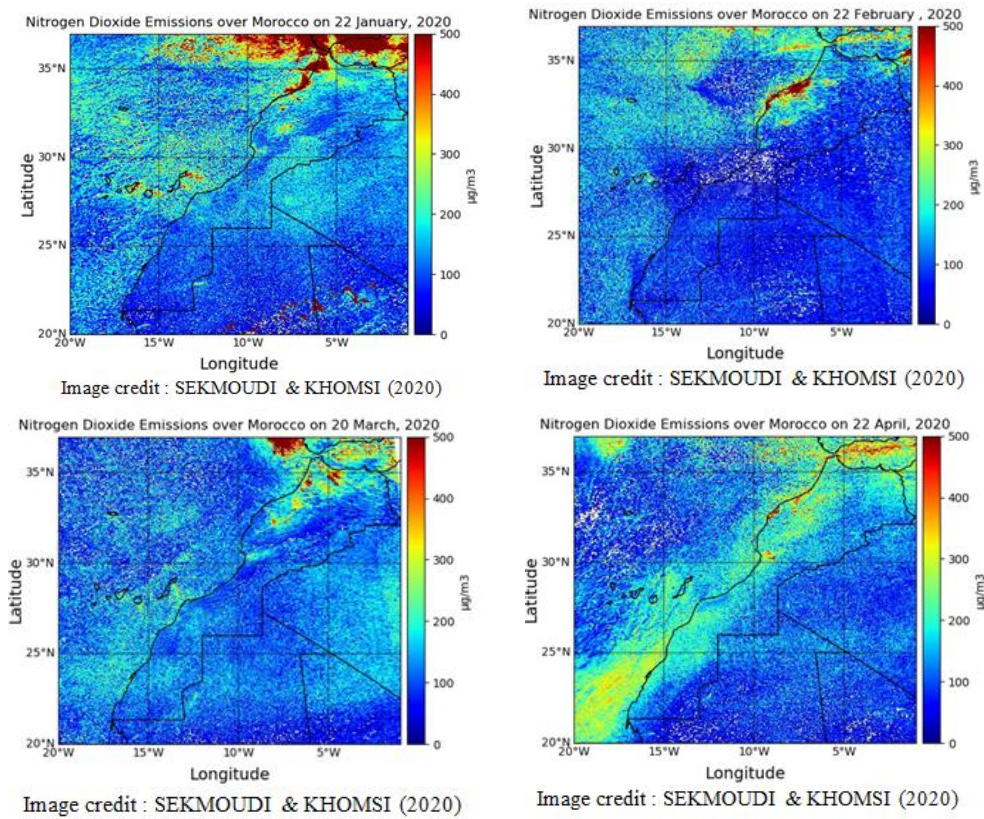 Nitrogen Dioxide Emissions over Morocco on 22 January, 2020
35°N
30°N
25°N
20°N
20°W 15°W 10°W 5°W
Latitude
Longitude
500
400
300
200
100
0
µg/m3
Image credit : SEKMOUDI & KHOMSI (2020)
Nitrogen Dioxide Emissions over Morocco on 22 February , 2020
35°N
30°N
25°N
20°N
20°W 15°W 10°W 5°W
Latitude
Longitude
500
400
300
200
100
0
µg/m3
Image credit : SEKMOUDI & KHOMSI (2020)
Nitrogen Dioxide Emissions over Morocco on 20 March, 2020
35°N
30°N
25°N
20°N
20°W 15°W 10°W 5°W
Latitude
Longitude
500
400
300
200
100
0
µg/m3
Image credit : SEKMOUDI & KHOMSI (2020)
Nitrogen Dioxide Emissions over Morocco on 22 April, 2020
35°N
30°N
25°N
20°N
20°W 15°W 10°W 5°W
Latitude
Longitude
500
400
300
200
100
0
µg/m3
Image credit : SEKMOUDI & KHOMSI (2020)